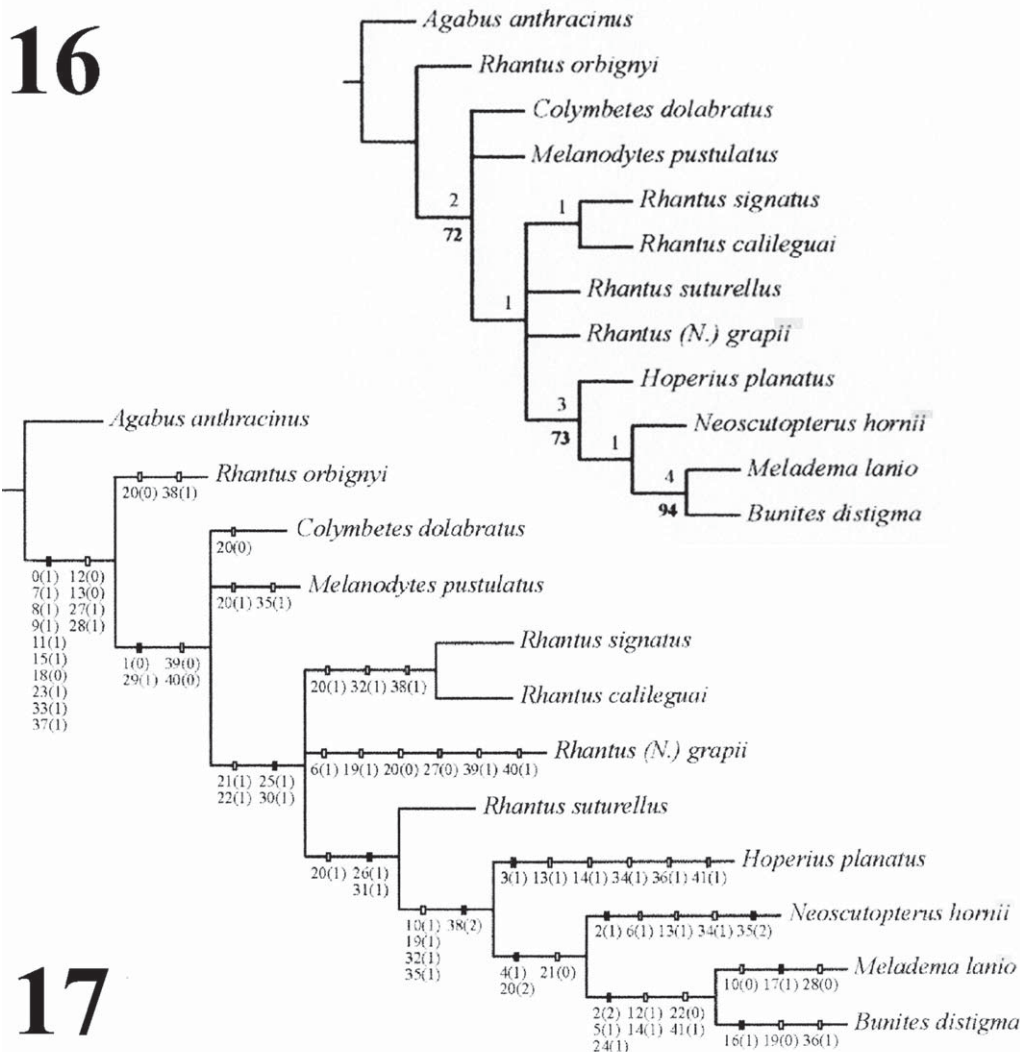 16
Agabus anthracinus
Rhantus orbignyi
Colymbetes dolabratus
2
Melanodytes pustulatus
72
1
Rhantus signatus
Rhantus calileguai
Rhantus suturellus
1
Rhantus (N.) grapii
Hoperius planatus
3
73
Neoscutopterus hornii
1
Meladema lanio
4
94
Bunites distigma
17
Agabus anthracinus
0(1) 12(0)
7(1) 13(0)
8(1) 27(1)
9(1) 28(1)
11(1)
15(1)
18(0)
23(1)
33(1)
37(1)
Rhantus orbignyi
20(0) 38(1)
1(0) 39(0)
29(1) 40(0)
Colymbetes dolabratus
20(0)
Melanodytes pustulatus
20(1) 35(1)
21(1) 25(1)
22(1) 30(1)
Rhantus signatus
20(1) 32(1) 38(1)
Rhantus calileguai
Rhantus (N.) grapii
6(1) 19(1) 20(0) 27(0) 39(1) 40(1)
20(1) 26(1)
31(1)
Rhantus suturellus
10(1) 38(2)
19(1)
32(1)
35(1)
Hoperius planatus
3(1) 13(1) 14(1) 34(1) 36(1) 41(1)
4(1) 21(0)
20(2)
Neoscutopterus hornii
2(1) 6(1) 13(1) 34(1) 35(2)
2(2) 12(1) 22(0)
5(1) 14(1) 41(1)
24(1)
Meladema lanio
10(0) 17(1) 28(0)
Bunites distigma
16(1) 19(0) 36(1)